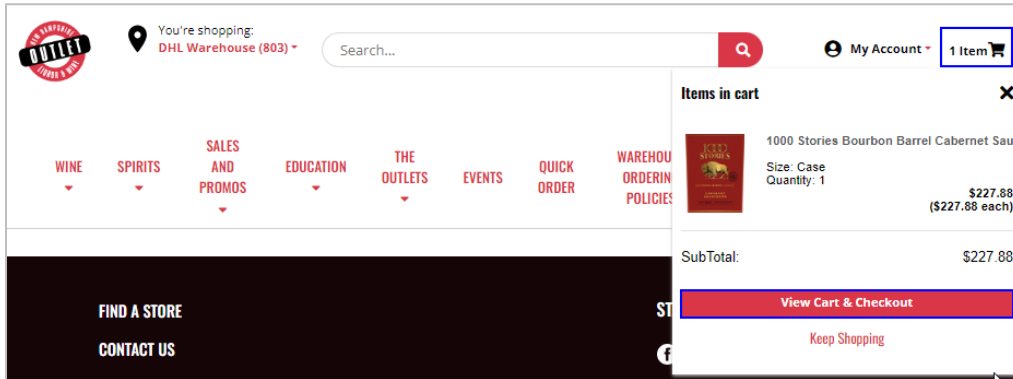 NEW HAMPSHIRE
OUTLET
LIQUOR & WINE
You're shopping:
DHL Warehouse (803)
Search...
My Account
1 Item
Items in cart
1000 Stories Bourbon Barrel Cabernet Sau
1000
STORIES
Size: Case
Quantity: 1
$227.88
($227.88 each)
SubTotal:
$227.88
View Cart & Checkout
Keep Shopping
WINE
SPIRITS
SALES
AND
PROMOS
EDUCATION
THE
OUTLETS
EVENTS
QUICK
ORDER
WAREHOU
ORDERIN
POLICIES
FIND A STORE
CONTACT US
ST